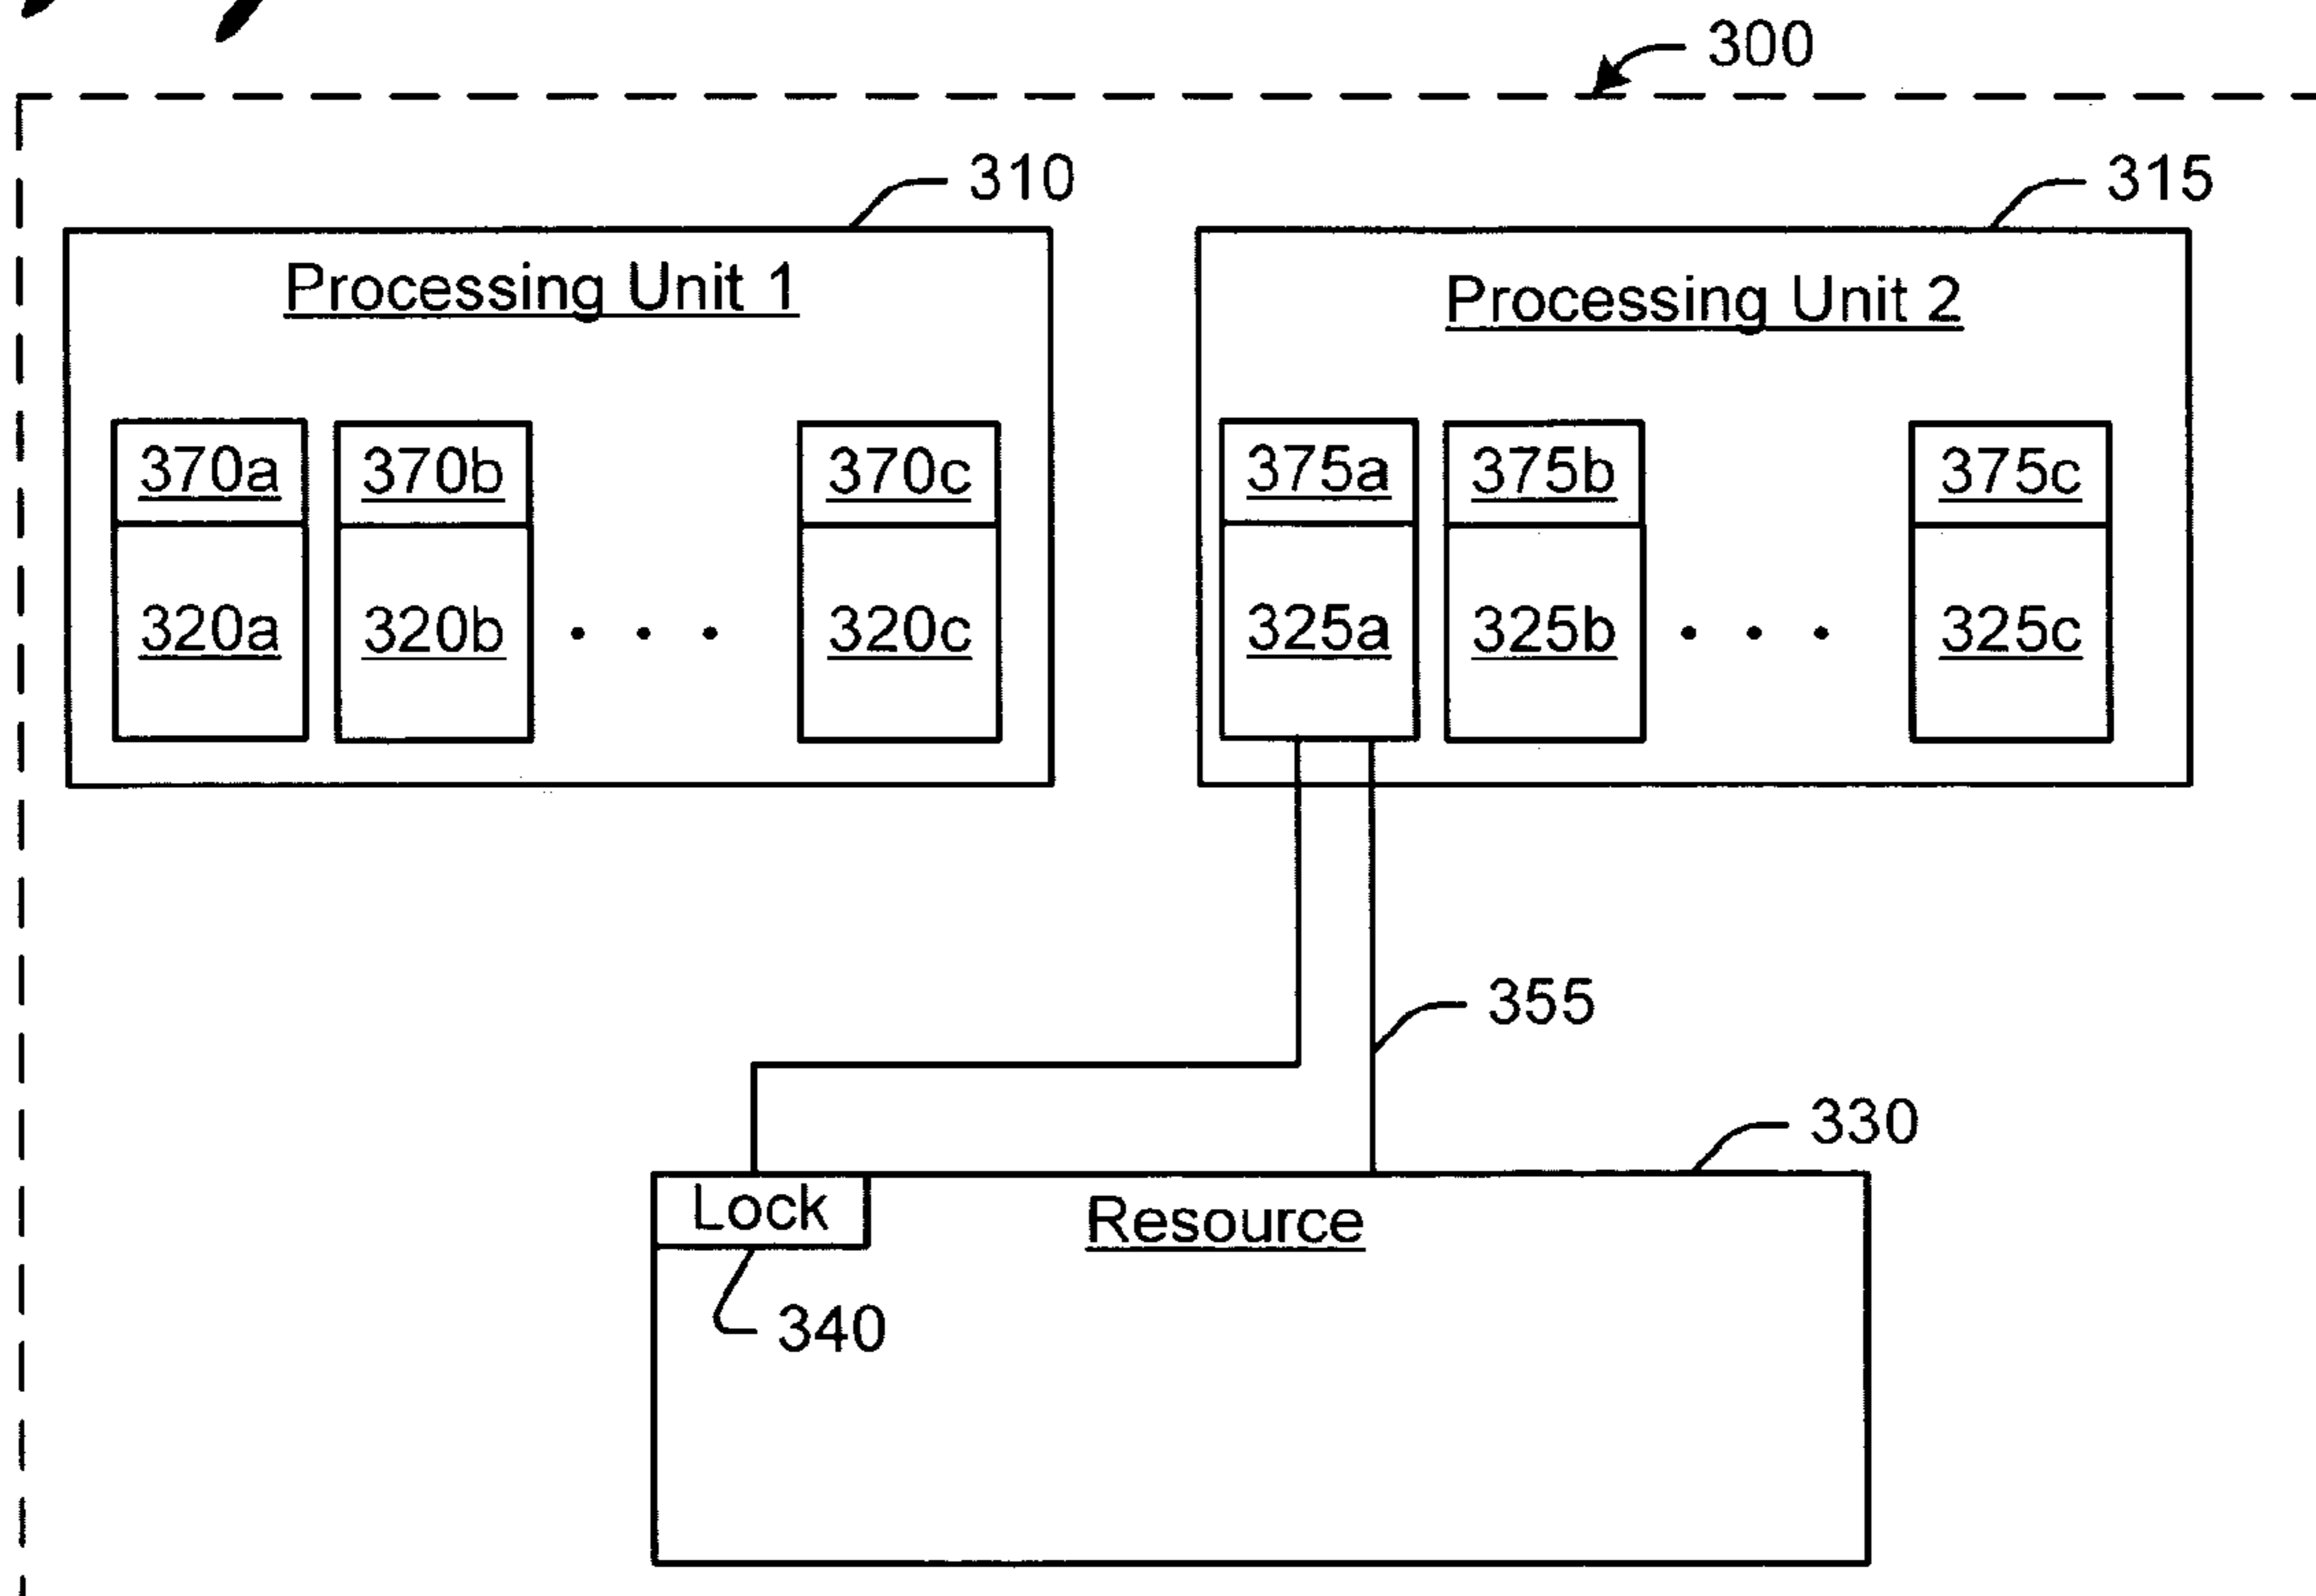 300
310
315
Processing Unit 1
Processing Unit 2
370a 370b 370c
375a 375b 375c
320a 320b . . . 320c
325a 325b . . . 325c
355
330
Lock
Resource
340